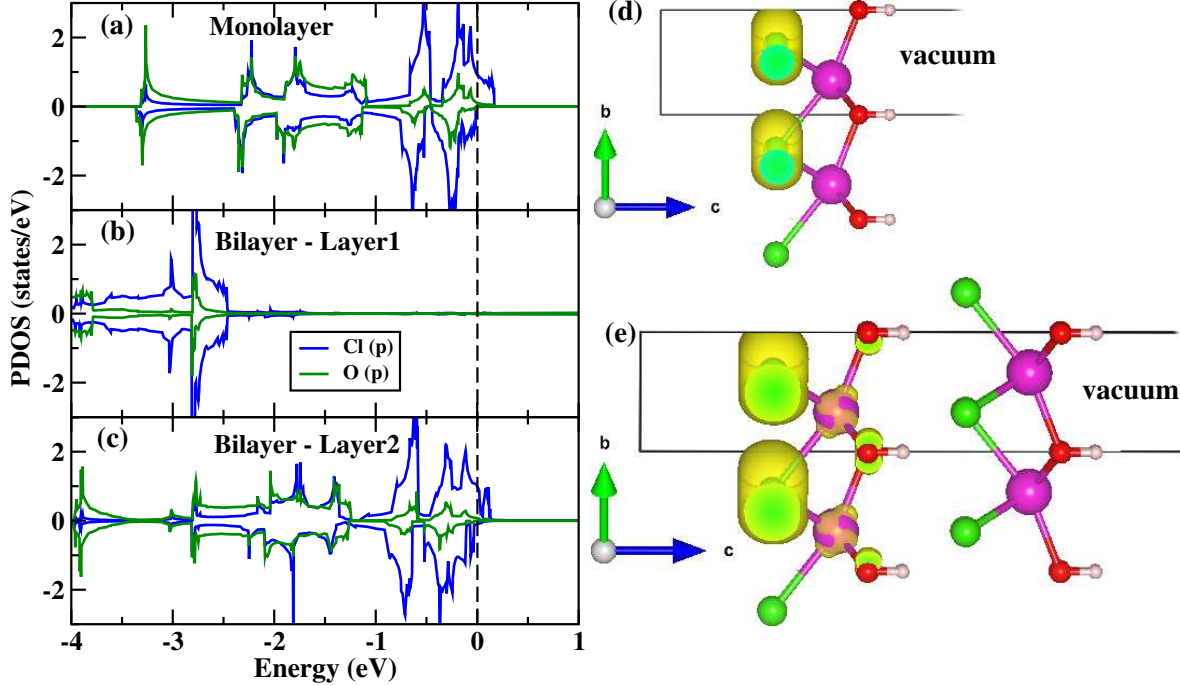 (a)
Monolayer
2
0
-2
(b)
Bilayer - Layer1
2
0
-2
Cl (p)
O (p)
(c)
Bilayer - Layer2
2
0
-2
PDOS (states/eV)
-4
-3
-2
-1
0
1
Energy (eV)
(d)
vacuum
b
c
(e)
vacuum
b
c